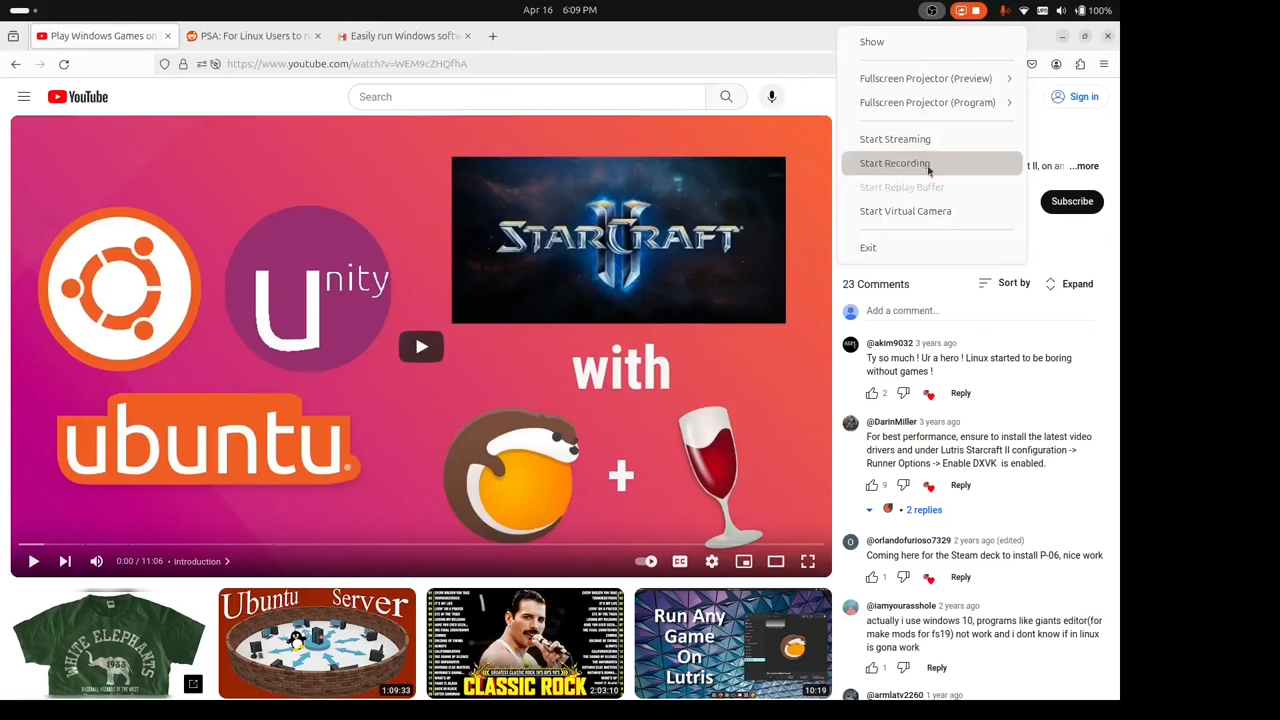 Apr 16 6:09 PM
100%
Play Windows Games on
PSA: For Linux Users to n
Easily run Windows softw
https://www.youtube.com/watch?v=WEM9cZHQfhA
YouTube
Search
Sign in
Show
Fullscreen Projector (Preview)
Fullscreen Projector (Program)
Start Streaming
Start Recording
Start Replay Buffer
Start Virtual Camera
Exit
t II, on an ...more
Subscribe
STARCRAFT
II
Unity
with
ubuntu
+
0:00 / 11:06 • Introduction
CC
23 Comments
Sort by
Expand
Add a comment...
@akim9032 3 years ago
Ty so much ! Ur a hero ! Linux started to be boring
without games !
2 Reply
@DarinMiller 3 years ago
For best performance, ensure to install the latest video
drivers and under Lutris Starcraft II configuration ->
Runner Options -> Enable DXVK is enabled.
9 Reply
• 2 replies
@orlandofurioso7329 2 years ago (edited)
Coming here for the Steam deck to install P-06, nice work
1 Reply
@iamyourasshole 2 years ago
actually i use windows 10, programs like giants editor(for
make mods for fs19) not work and i dont know if in linux
is gona work
1 Reply
@armlatv2260 1 year ago
WHITE ELEPHANTS
1983
Ubuntu Server
1:09:33
CLASSIC ROCK
2:03:10
Run Any
Game
On
Lutris
10:19